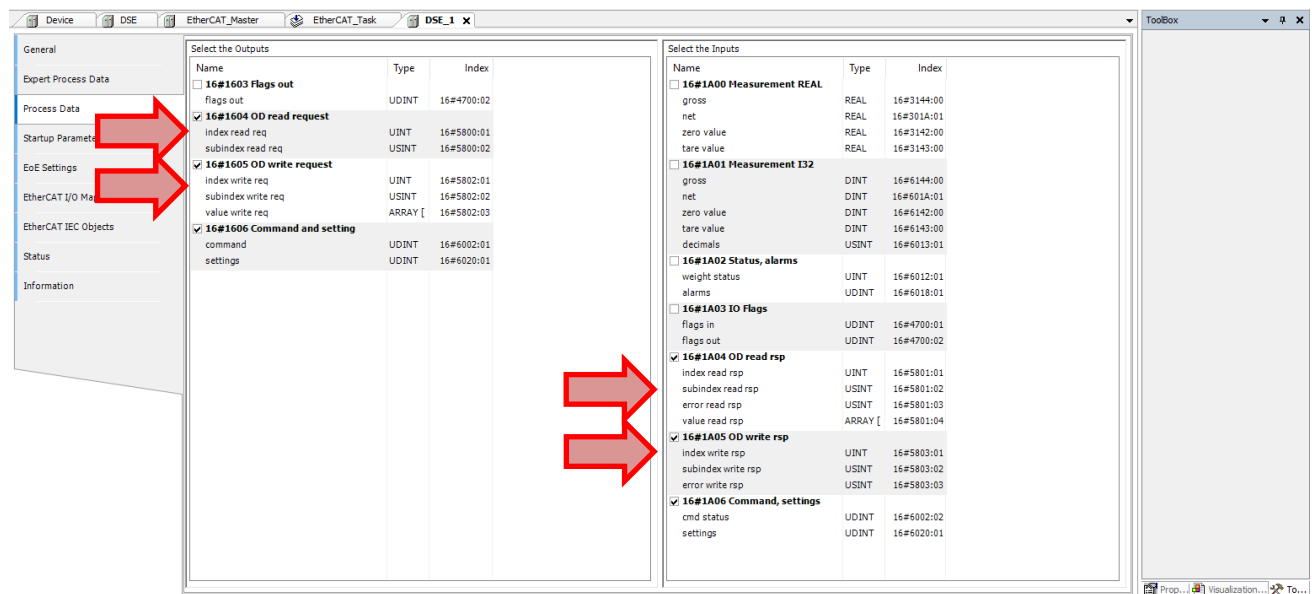 Device DSE EtherCAT_Master EtherCAT_Task DSE_1 ToolBox
General
Expert Process Data
Process Data
Startup Paramete
EoE Settings
EtherCAT I/O Ma
EtherCAT IEC Objects
Status
Information
Select the Outputs
Name Type Index
16#1603 Flags out
flags out UDINT 16#4700:02
16#1604 OD read request
index read req UINT 16#5800:01
subindex read req USINT 16#5800:02
16#1605 OD write request
index write req UINT 16#5802:01
subindex write req USINT 16#5802:02
value write req ARRAY [ 16#5802:03
16#1606 Command and setting
command UDINT 16#6002:01
settings UDINT 16#6020:01
Select the Inputs
Name Type Index
16#1A00 Measurement REAL
gross REAL 16#3144:00
net REAL 16#301A:01
zero value REAL 16#3142:00
tare value REAL 16#3143:00
16#1A01 Measurement I32
gross DINT 16#6144:00
net DINT 16#601A:01
zero value DINT 16#6142:00
tare value DINT 16#6143:00
decimals USINT 16#6013:01
16#1A02 Status, alarms
weight status UINT 16#6012:01
alarms UDINT 16#6018:01
16#1A03 IO Flags
flags in UDINT 16#4700:01
flags out UDINT 16#4700:02
16#1A04 OD read rsp
index read rsp UINT 16#5801:01
subindex read rsp USINT 16#5801:02
error read rsp USINT 16#5801:03
value read rsp ARRAY [ 16#5801:04
16#1A05 OD write rsp
index write rsp UINT 16#5803:01
subindex write rsp USINT 16#5803:02
error write rsp USINT 16#5803:03
16#1A06 Command, settings
cmd status UDINT 16#6002:02
settings UDINT 16#6020:01
Prop... Visualization... To...